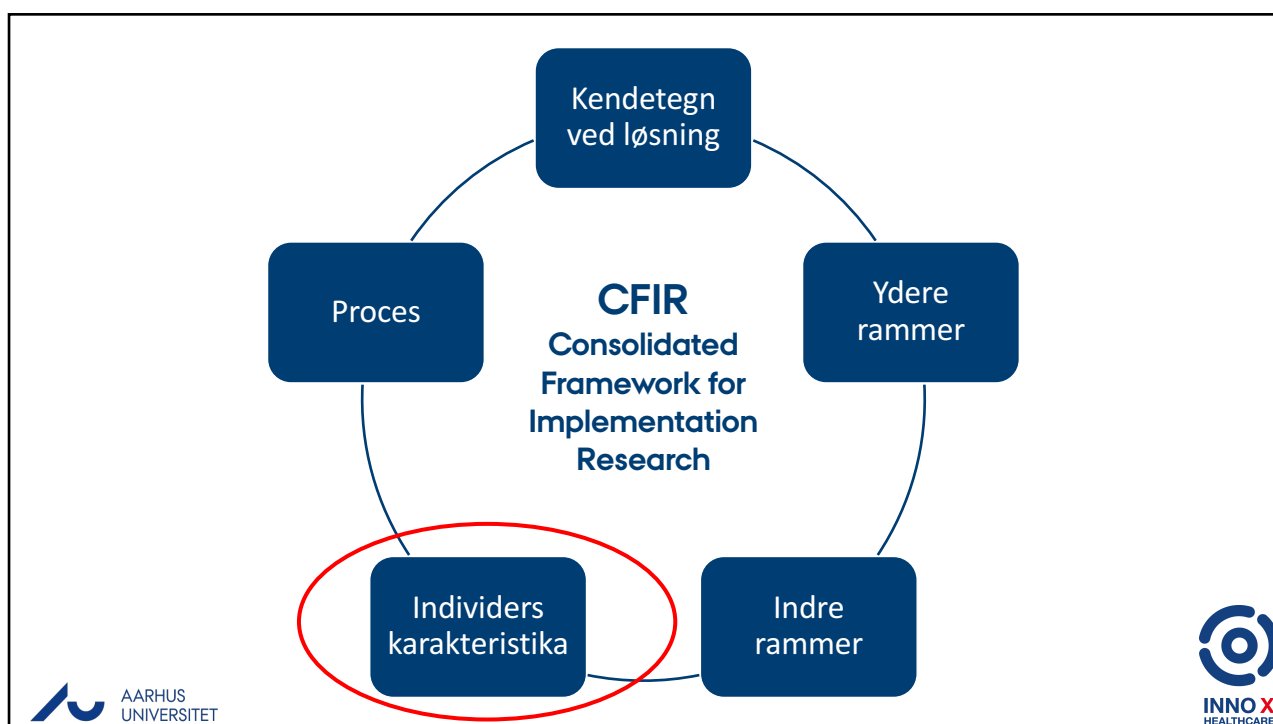 Kendetegn
ved løsning
Proces
CFIR
Consolidated
Framework for
Implementation
Research
Ydere
rammer
Individers
karakteristika
Indre
rammer
AARHUS
UNIVERSITET
INNO X
HEALTHCARE